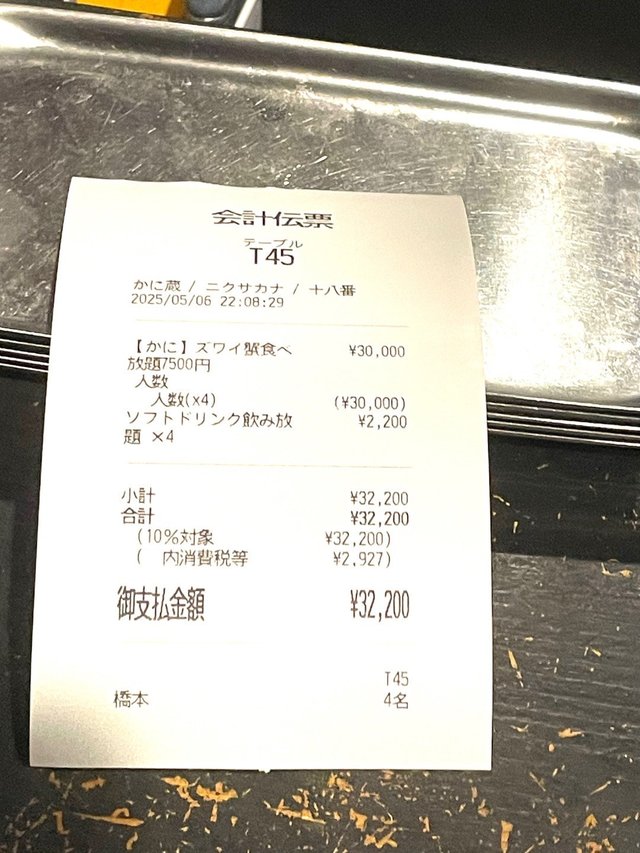 会計伝票
テーブル
T45
かに蔵 / ニクサカナ / 十八番
2025/05/06 22:08:29
【かに】ズワイ蟹食べ ¥30,000
放題7500円
人数
人数(x4) (¥30,000)
ソフトドリンク飲み放 ¥2,200
題 ×4
小計 ¥32,200
合計 ¥32,200
(10%対象 ¥32,200)
( 内消費税等 ¥2,927)
御支払金額 ¥32,200
T45
橋本 4名